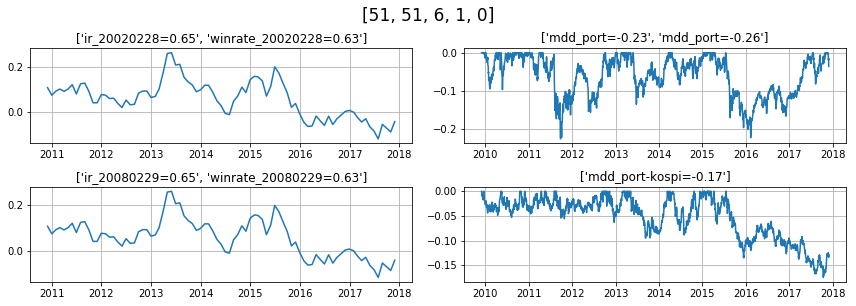 [51, 51, 6, 1, 0]
['ir_20020228=0.65', 'winrate_20020228=0.63']
0.2
0.0
2011 2012 2013 2014 2015 2016 2017 2018
['mdd_port=-0.23', 'mdd_port=-0.26']
0.0
−0.1
−0.2
2010 2011 2012 2013 2014 2015 2016 2017 2018
['ir_20080229=0.65', 'winrate_20080229=0.63']
0.2
0.0
2011 2012 2013 2014 2015 2016 2017 2018
['mdd_port-kospi=-0.17']
0.00
−0.05
−0.10
−0.15
2010 2011 2012 2013 2014 2015 2016 2017 2018